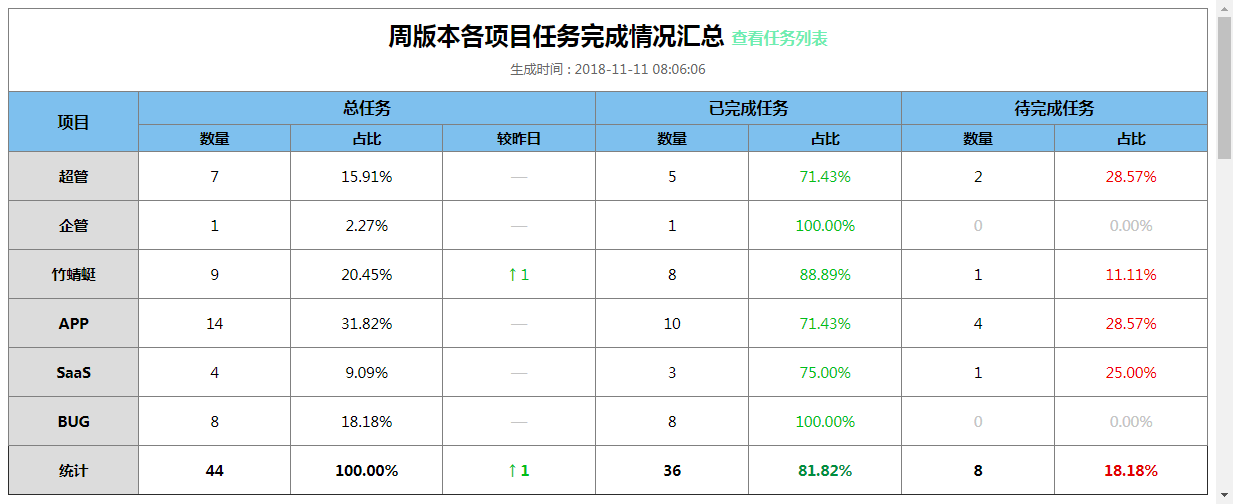 周版本各项目任务完成情况汇总 查看任务列表
生成时间 : 2018-11-11 08:06:06
项目 总任务 已完成任务 待完成任务
数量 占比 较昨日 数量 占比 数量 占比
超管 7 15.91% — 5 71.43% 2 28.57%
企管 1 2.27% — 1 100.00% 0 0.00%
竹蜻蜓 9 20.45% ↑ 1 8 88.89% 1 11.11%
APP 14 31.82% — 10 71.43% 4 28.57%
SaaS 4 9.09% — 3 75.00% 1 25.00%
BUG 8 18.18% — 8 100.00% 0 0.00%
统计 44 100.00% ↑ 1 36 81.82% 8 18.18%